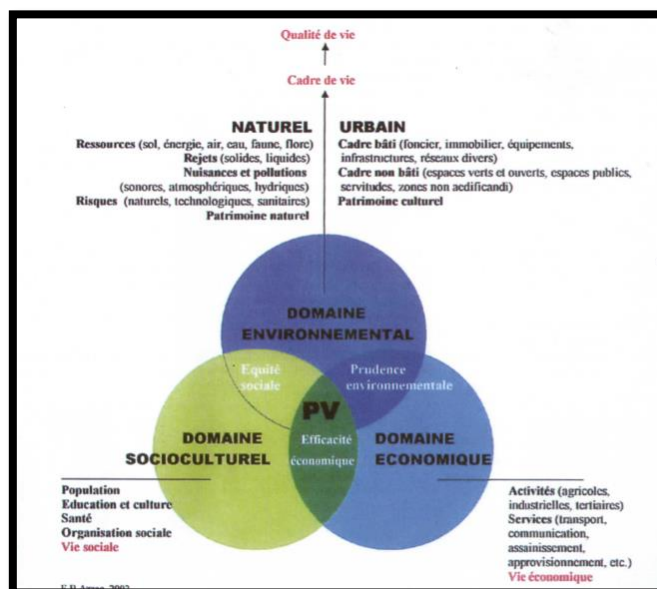 Qualité de vie
Cadre de vie
NATUREL
Ressources (sol, énergie, air, eau, faune, flore)
Rejets (solides, liquides)
Nuisances et pollutions
(sonores, atmosphériques, hydriques)
Risques (naturels, technologiques, sanitaires)
Patrimoine naturel
URBAIN
Cadre bâti (foncier, immobilier, équipements,
infrastructures, réseaux divers)
Cadre non bâti (espaces verts et ouverts, espaces publics,
servitudes, zones non aedificandi)
Patrimoine culturel
DOMAINE
ENVIRONNEMENTAL
Equité
sociale
Prudence
environnementale
PV
Efficacité
économique
DOMAINE
SOCIOCULTUREL
DOMAINE
ECONOMIQUE
Population
Education et culture
Santé
Organisation sociale
Vie sociale
Activités (agricoles,
industrielles, tertiaires)
Services (transport,
communication,
assainissement,
approvisionnement, etc.)
Vie économique